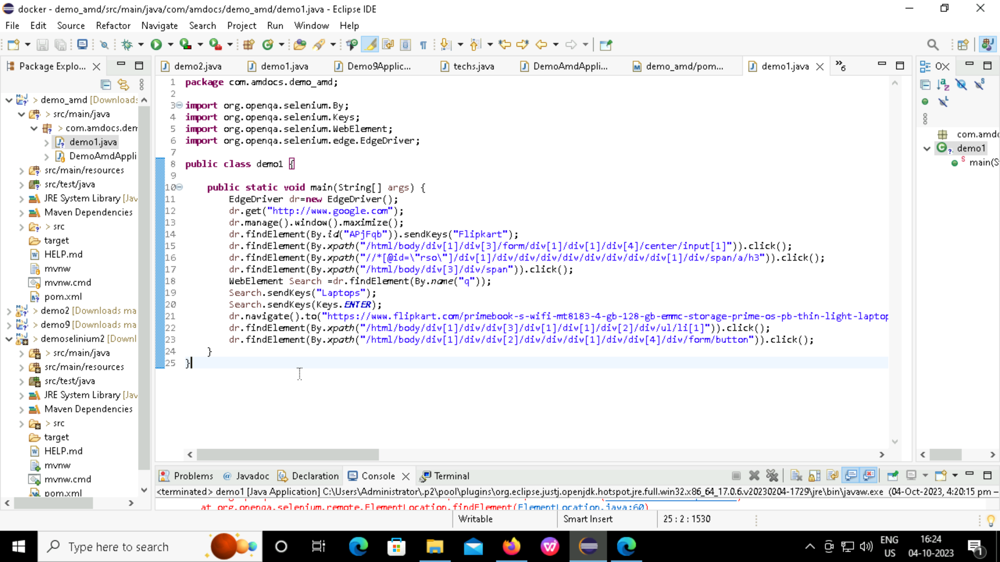 docker - demo_amd/src/main/java/com/amdocs/demo_amd/demo1.java - Eclipse IDE
File Edit Source Refactor Navigate Search Project Run Window Help
Package Explo...
demo2.java demo1.java Demo9Applic... techs.java DemoAmdAppli... demo_amd/pom... demo1.java »6
> demo_amd [Downloads
> src/main/java
> com.amdocs.dem
demo1.java
DemoAmdAppli
src/main/resources
src/test/java
JRE System Library [Jav
Maven Dependencies
> src
target
HELP.md
mvnw
mvnw.cmd
pom.xml
> demo2 [Downloads ma
> demo9 [Downloads ma
> demoselinium2 [Downl
> src/main/java
src/main/resources
src/test/java
JRE System Library [Jav
Maven Dependencies
> src
target
HELP.md
mvnw
mvnw.cmd
pom.xml
1 package com.amdocs.demo_amd;
2
3 import org.openqa.selenium.By;
4 import org.openqa.selenium.Keys;
5 import org.openqa.selenium.WebElement;
6 import org.openqa.selenium.edge.EdgeDriver;
7
8 public class demo1 {
9
10 public static void main(String[] args) {
11 EdgeDriver dr=new EdgeDriver();
12 dr.get("http://www.google.com");
13 dr.manage().window().maximize();
14 dr.findElement(By.id("APjFqb")).sendKeys("Flipkart");
15 dr.findElement(By.xpath("/html/body/div[1]/div[3]/form/div[1]/div[1]/div[4]/center/input[1]")).click();
16 dr.findElement(By.xpath("//*[@id=\"rso\"]/div[1]/div/div/div/div/div/div/div/div[1]/div/span/a/h3")).click();
17 dr.findElement(By.xpath("/html/body/div[3]/div/span")).click();
18 WebElement Search =dr.findElement(By.name("q"));
19 Search.sendKeys("Laptops");
20 Search.sendKeys(Keys.ENTER);
21 dr.navigate().to("https://www.flipkart.com/primebook-s-wifi-mt8183-4-gb-128-gb-emmc-storage-prime-os-pb-thin-light-laptop
22 dr.findElement(By.xpath("/html/body/div[1]/div/div[3]/div[1]/div[1]/div[2]/div/ul/li[1]")).click();
23 dr.findElement(By.xpath("/html/body/div[1]/div/div[2]/div/div/div[1]/div/div[4]/div/form/button")).click();
24 }
25 }
com.amdo
demo1
main(S
Problems Javadoc Declaration Console Terminal
<terminated> demo1 [Java Application] C:\Users\Administrator\.p2\pool\plugins\org.eclipse.justj.openjdk.hotspot.jre.full.win32.x86_64_17.0.6.v20230204-1729\jre\bin\javaw.exe (04-Oct-2023, 4:20:15 pm –
at org.openqa.selenium.remote.ElementLocation.findElement(ElementLocation.java:60)
Writable Smart Insert 25 : 2 : 1530
Type here to search
ENG
US
16:24
04-10-2023
1